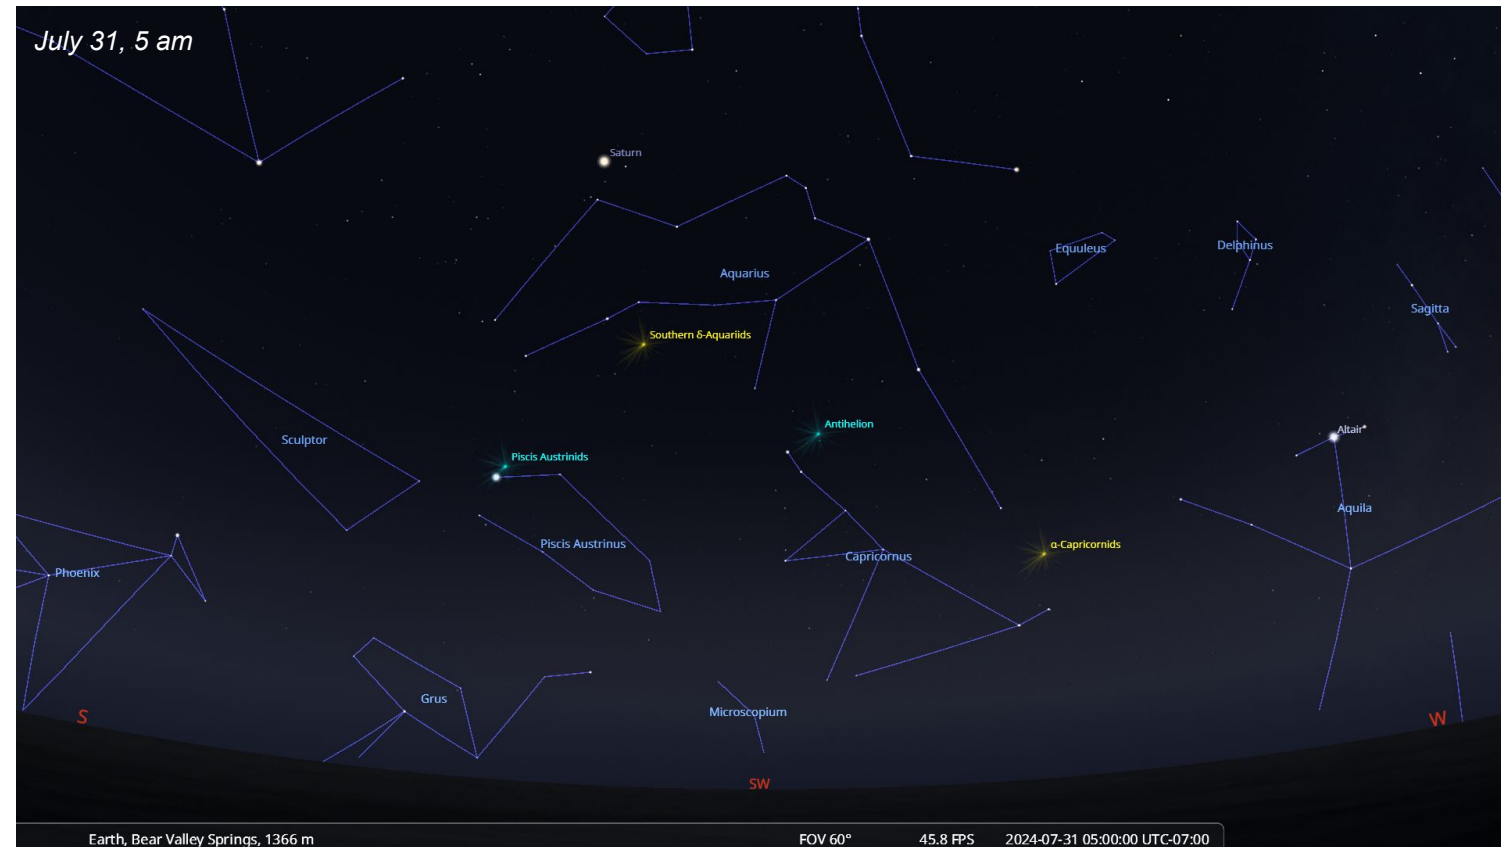 July 31, 5 am
Saturn
Equuleus
Delphinus
Aquarius
Sagitta
Southern δ-Aquariids
Antihelion
Altair
Sculptor
Piscis Austrinids
Aquila
Piscis Austrinus
α-Capricornids
Capricornus
Phoenix
Grus
Microscopium
S
W
SW
Earth, Bear Valley Springs, 1366 m
FOV 60°
45.8 FPS
2024-07-31 05:00:00 UTC-07:00